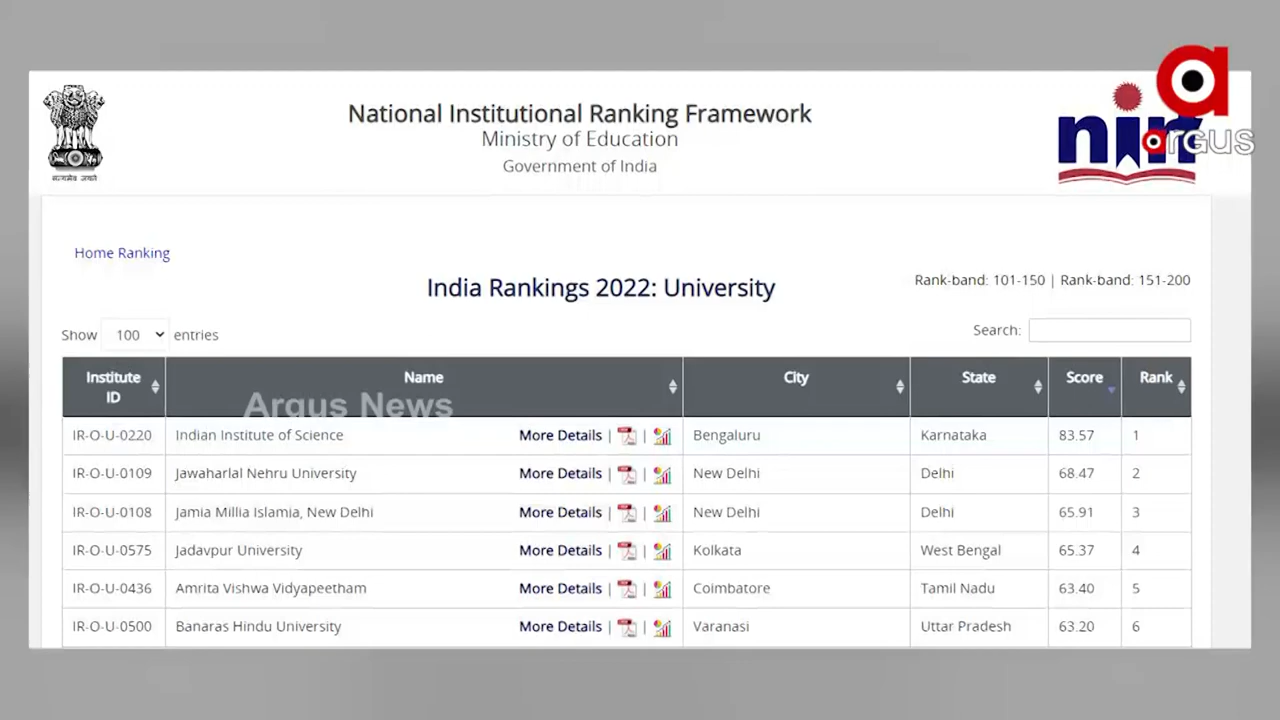 National Institutional Ranking Framework
Ministry of Education
Government of India
सत्यमेव जयते
nirf
argus
Home Ranking
India Rankings 2022: University
Rank-band: 101-150 | Rank-band: 151-200
Show 100 entries
Search:
Institute ID Name City State Score Rank
Argus News
IR-O-U-0220 Indian Institute of Science More Details | | Bengaluru Karnataka 83.57 1
IR-O-U-0109 Jawaharlal Nehru University More Details | | New Delhi Delhi 68.47 2
IR-O-U-0108 Jamia Millia Islamia, New Delhi More Details | | New Delhi Delhi 65.91 3
IR-O-U-0575 Jadavpur University More Details | | Kolkata West Bengal 65.37 4
IR-O-U-0436 Amrita Vishwa Vidyapeetham More Details | | Coimbatore Tamil Nadu 63.40 5
IR-O-U-0500 Banaras Hindu University More Details | | Varanasi Uttar Pradesh 63.20 6